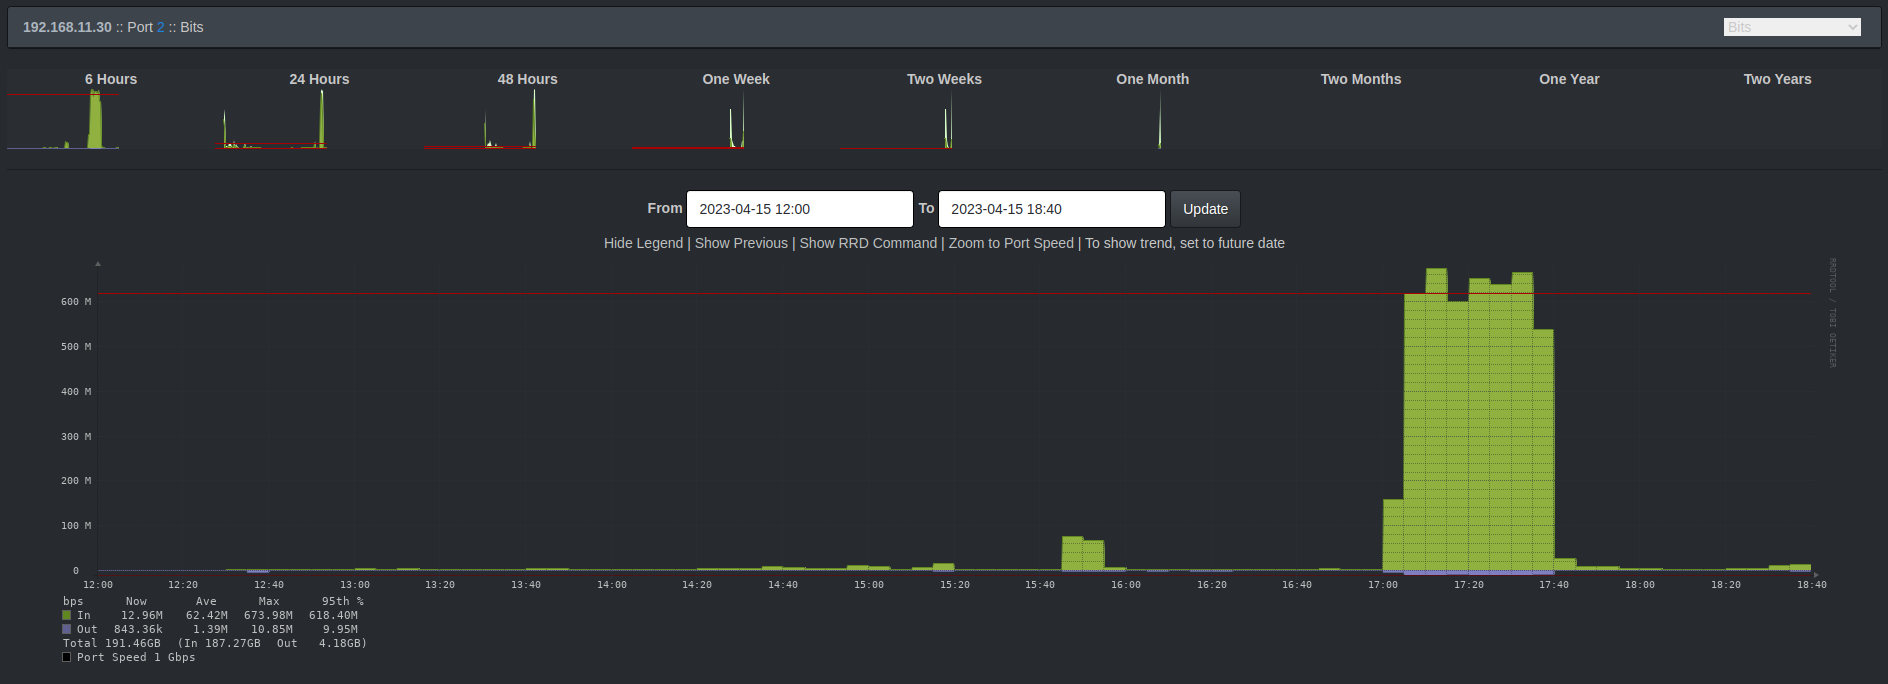 192.168.11.30 :: Port 2 :: Bits
Bits
6 Hours 24 Hours 48 Hours One Week Two Weeks One Month Two Months One Year Two Years
From 2023-04-15 12:00 To 2023-04-15 18:40 Update
Hide Legend | Show Previous | Show RRD Command | Zoom to Port Speed | To show trend, set to future date
RRDTOOL / TOBI OETIKER
600 M
500 M
400 M
300 M
200 M
100 M
0
12:00 12:20 12:40 13:00 13:20 13:40 14:00 14:20 14:40 15:00 15:20 15:40 16:00 16:20 16:40 17:00 17:20 17:40 18:00 18:20 18:40
bps Now Ave Max 95th %
In 12.96M 62.42M 673.98M 618.40M
Out 843.36k 1.39M 10.85M 9.95M
Total 191.46GB (In 187.27GB Out 4.18GB)
Port Speed 1 Gbps